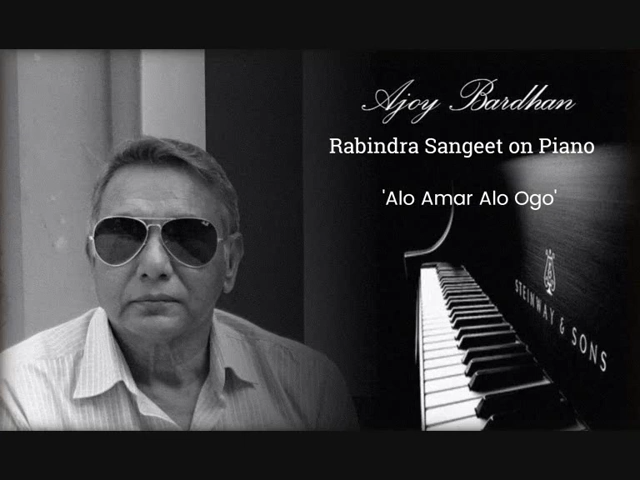 Ajoy Bardhan
Rabindra Sangeet on Piano
'Alo Amar Alo Ogo'
STEINWAY & SONS